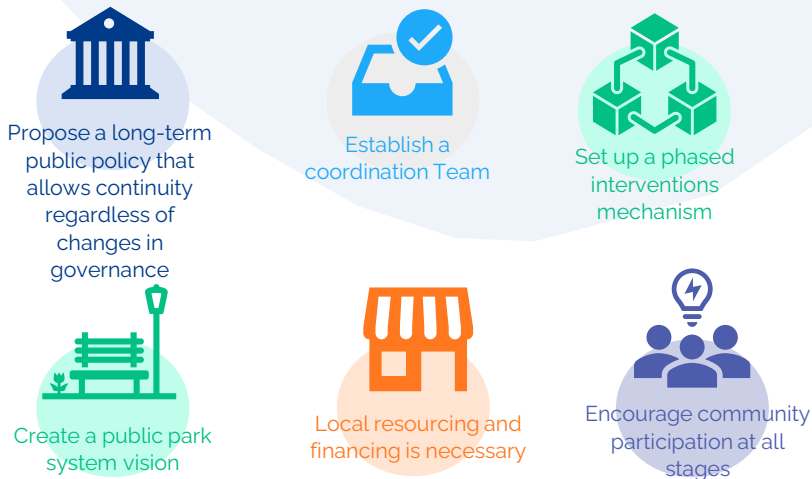 Propose a long-term
public policy that
allows continuity
regardless of
changes in
governance
Establish a
coordination Team
Set up a phased
interventions
mechanism
Create a public park
system vision
Local resourcing and
financing is necessary
Encourage community
participation at all
stages